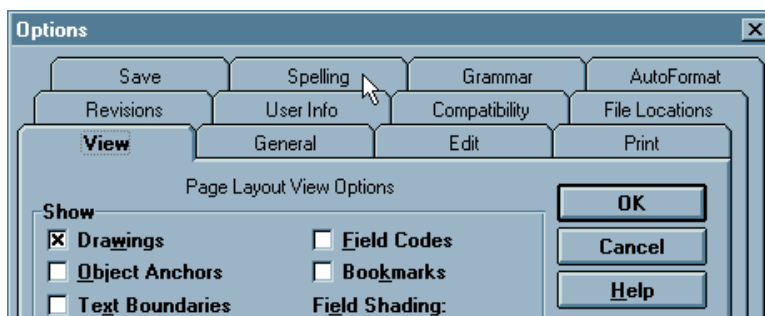 Options
Save Spelling Grammar AutoFormat
Revisions User Info Compatibility File Locations
View General Edit Print
Page Layout View Options
Show
Drawings Field Codes
Object Anchors Bookmarks
Text Boundaries Field Shading:
OK
Cancel
Help